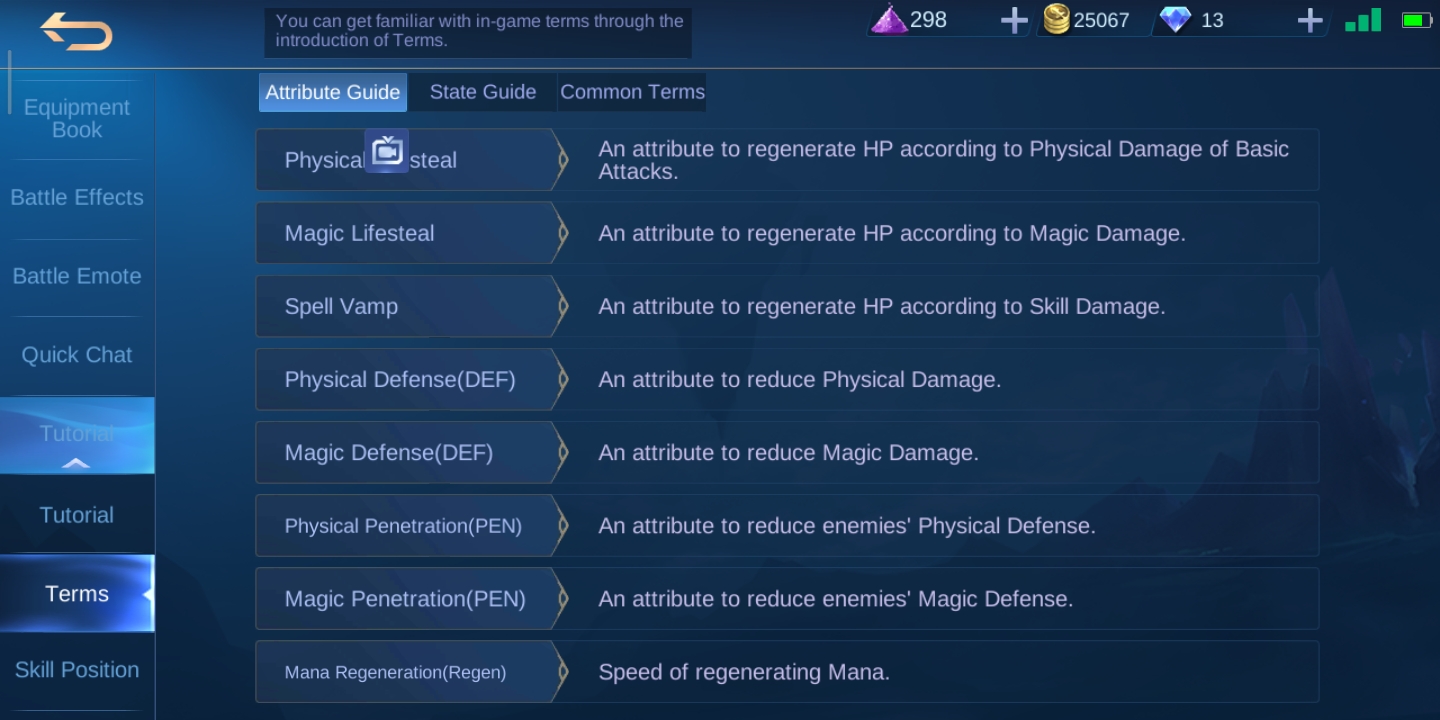 You can get familiar with in-game terms through the
introduction of Terms.
298
25067
13
Equipment
Book
Battle Effects
Battle Emote
Quick Chat
Tutorial
Tutorial
Terms
Skill Position
Attribute Guide
State Guide
Common Terms
Physical steal
An attribute to regenerate HP according to Physical Damage of Basic
Attacks.
Magic Lifesteal
An attribute to regenerate HP according to Magic Damage.
Spell Vamp
An attribute to regenerate HP according to Skill Damage.
Physical Defense(DEF)
An attribute to reduce Physical Damage.
Magic Defense(DEF)
An attribute to reduce Magic Damage.
Physical Penetration(PEN)
An attribute to reduce enemies' Physical Defense.
Magic Penetration(PEN)
An attribute to reduce enemies' Magic Defense.
Mana Regeneration(Regen)
Speed of regenerating Mana.